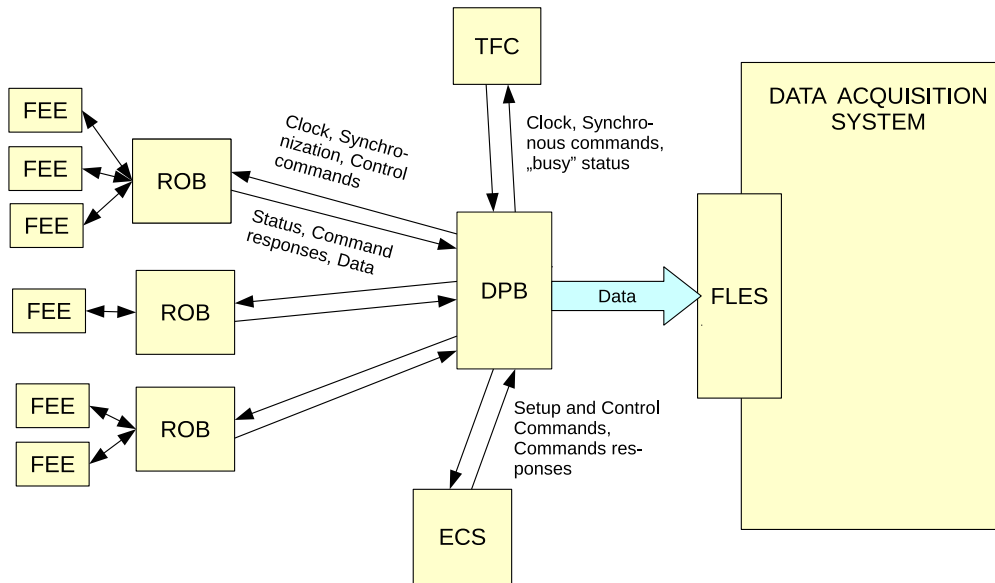 TFC
DATA ACQUISITION
SYSTEM
FEE
FEE
FEE
ROB
Clock, Synchro-
nization, Control
commands
Clock, Synchro-
nous commands,
„busy” status
Status, Command
responses, Data
DPB
Data
FLES
FEE
ROB
FEE
FEE
ROB
Setup and Control
Commands,
Commands res-
ponses
ECS